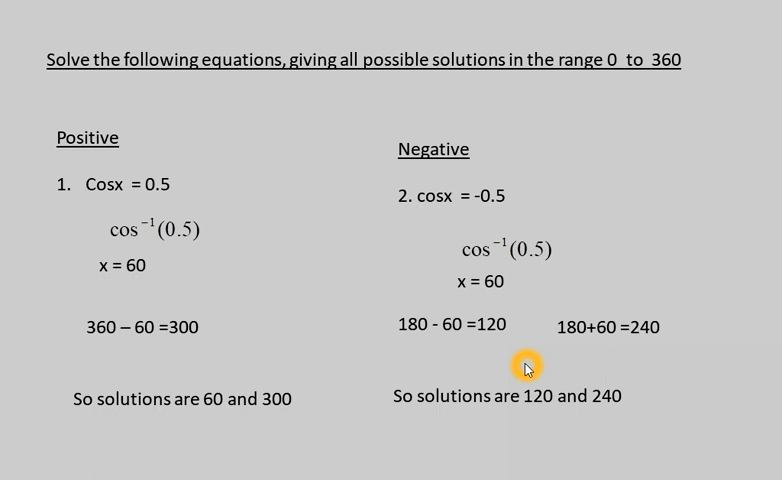 Solve the following equations, giving all possible solutions in the range 0 to 360
Positive
1. Cosx = 0.5
cos⁻¹(0.5)
x = 60
360 – 60 =300
So solutions are 60 and 300
Negative
2. cosx = -0.5
cos⁻¹(0.5)
x = 60
180 - 60 =120 180+60 =240
So solutions are 120 and 240